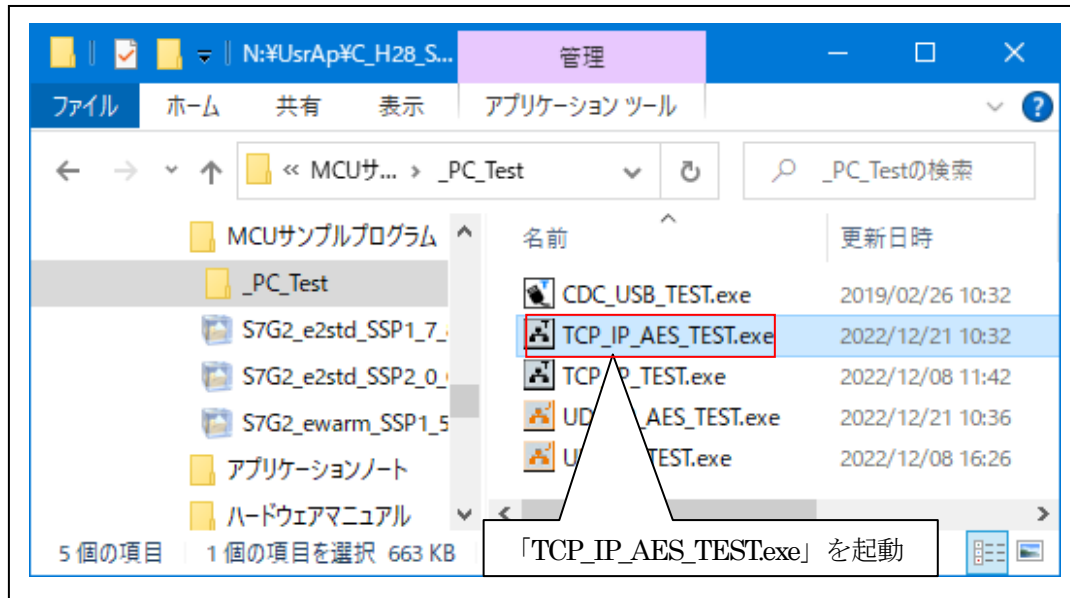 N:¥UsrAp¥C_H28_S...
管理
ファイル ホーム 共有 表示 アプリケーション ツール
« MCUサ... › _PC_Test
_PC_Testの検索
MCUサンプルプログラム
_PC_Test
S7G2_e2std_SSP1_7_
S7G2_e2std_SSP2_0_
S7G2_ewarm_SSP1_5
アプリケーションノート
ハードウェアマニュアル
名前 更新日時
CDC_USB_TEST.exe 2019/02/26 10:32
TCP_IP_AES_TEST.exe 2022/12/21 10:32
TCP_IP_TEST.exe 2022/12/08 11:42
UD _AES_TEST.exe 2022/12/21 10:36
U TEST.exe 2022/12/08 16:26
5 個の項目 1 個の項目を選択 663 KB
「TCP_IP_AES_TEST.exe」を起動